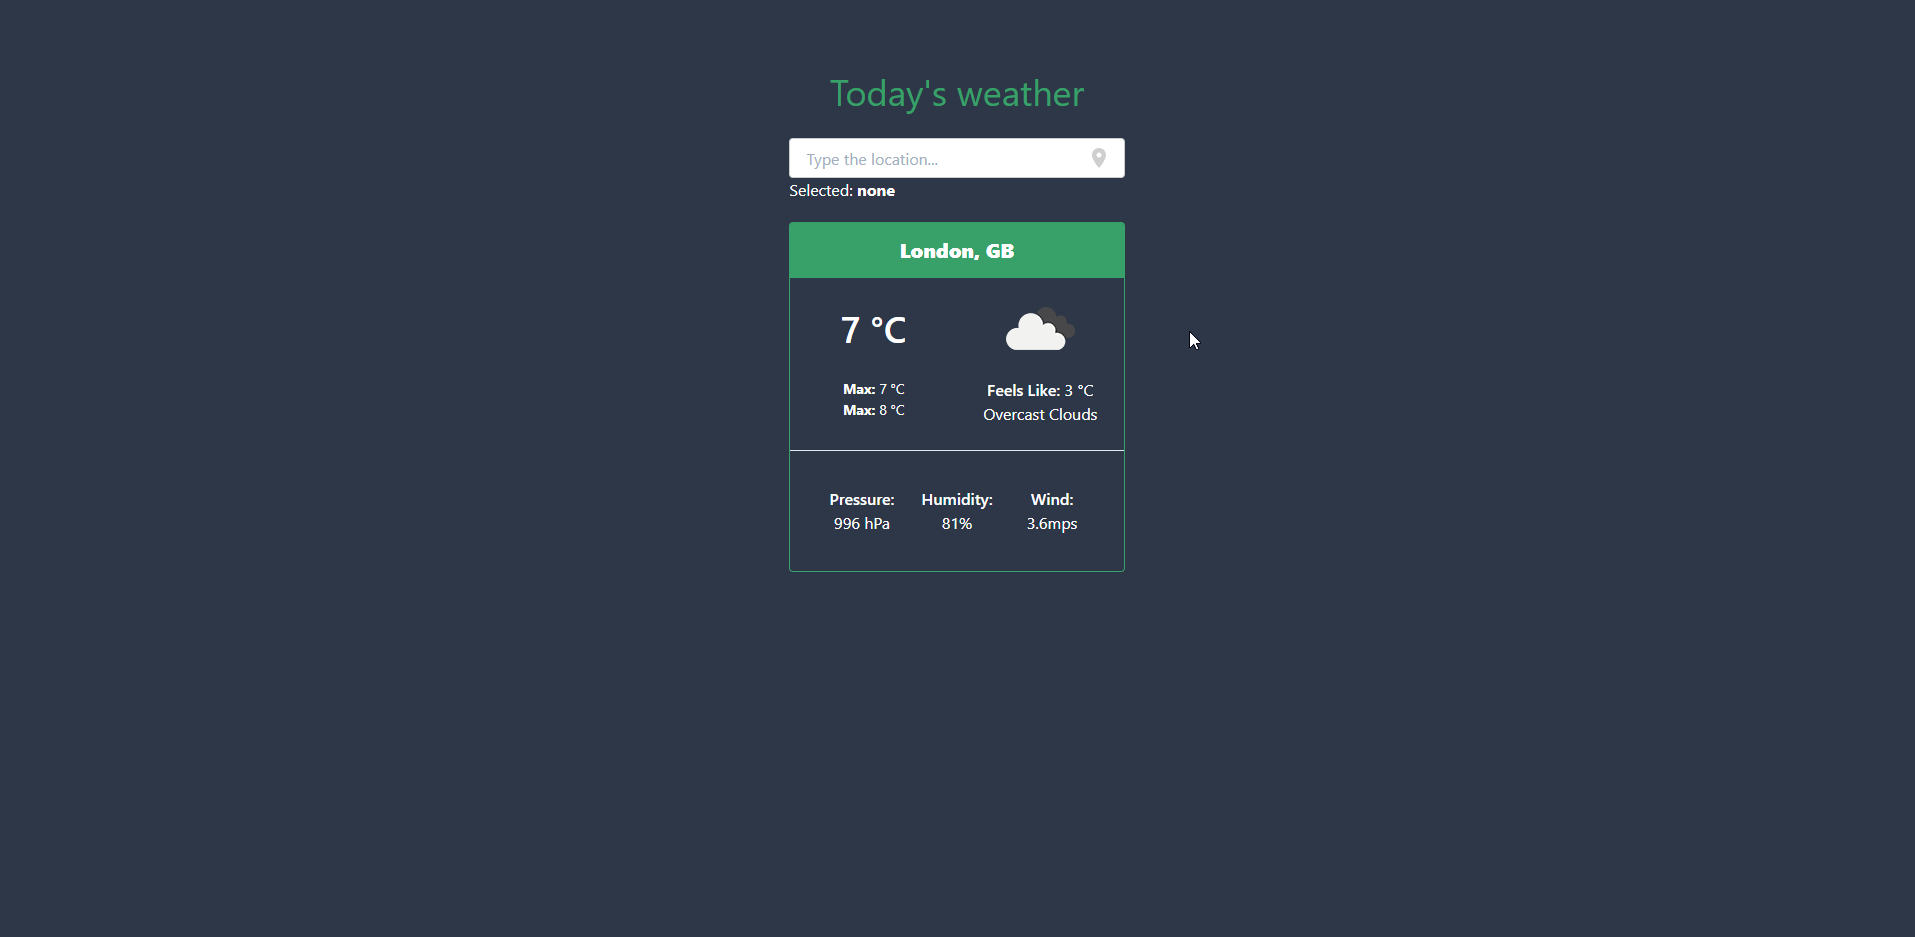 Today's weather
Type the location...
Selected: none
London, GB
7 °C
Max: 7 °C
Max: 8 °C
Feels Like: 3 °C
Overcast Clouds
Pressure: Humidity: Wind:
996 hPa 81% 3.6mps